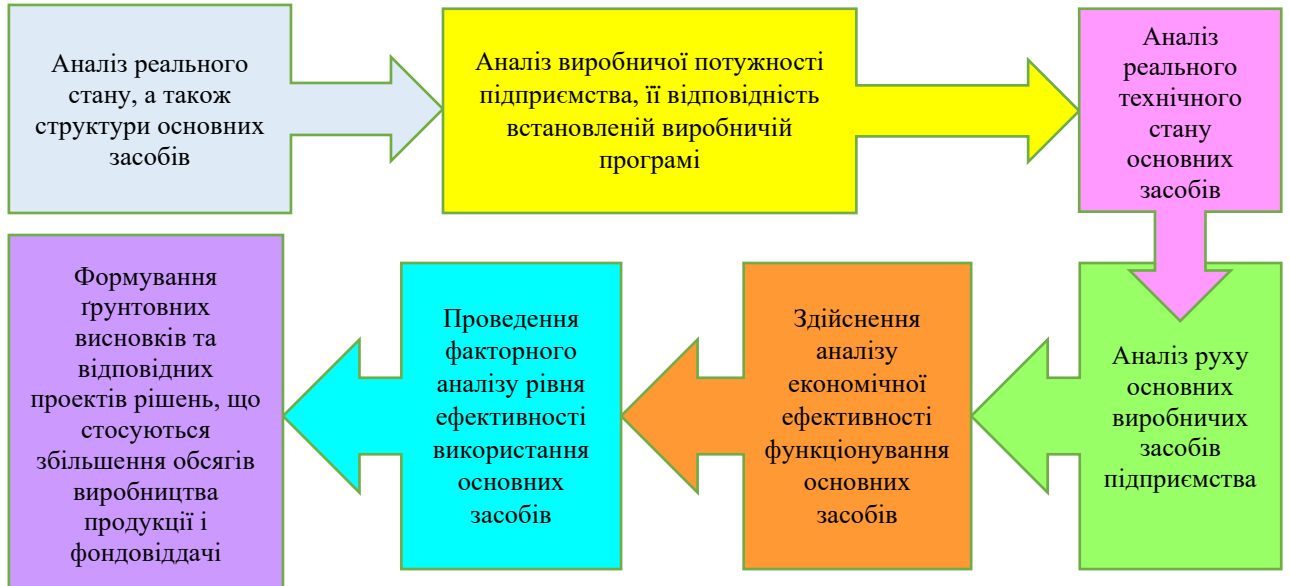 Аналіз реального
стану, а також
структури основних
засобів
Аналіз виробничої потужності
підприємства, її відповідність
встановленій виробничій
програмі
Аналіз
реального
технічного
стану
основних
засобів
Аналіз руху
основних
виробничих
засобів
підприємства
Здійснення
аналізу
економічної
ефективності
функціонування
основних
засобів
Проведення
факторного
аналізу рівня
ефективності
використання
основних
засобів
Формування
ґрунтовних
висновків та
відповідних
проектів рішень, що
стосуються
збільшення обсягів
виробництва
продукції і
фондовіддачі